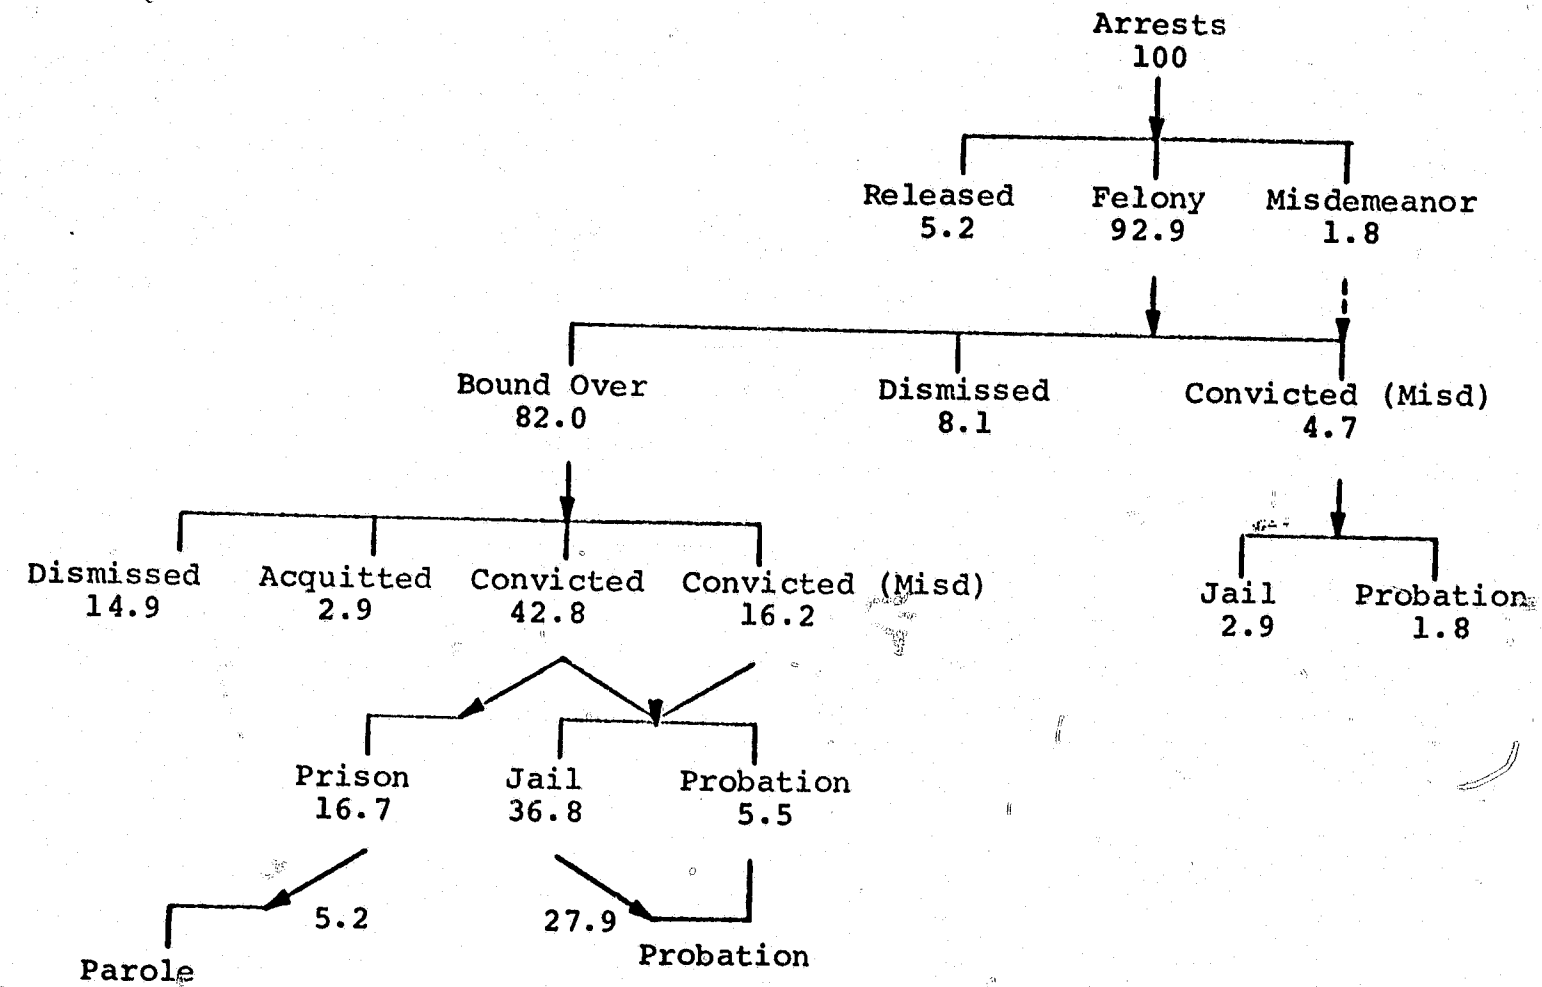 Arrests
100
Released Felony Misdemeanor
5.2 92.9 1.8
Bound Over Dismissed Convicted (Misd)
82.0 8.1 4.7
Dismissed Acquitted Convicted Convicted (Misd) Jail Probation
14.9 2.9 42.8 16.2 2.9 1.8
Prison Jail Probation
16.7 36.8 5.5
5.2 27.9
Probation
Parole